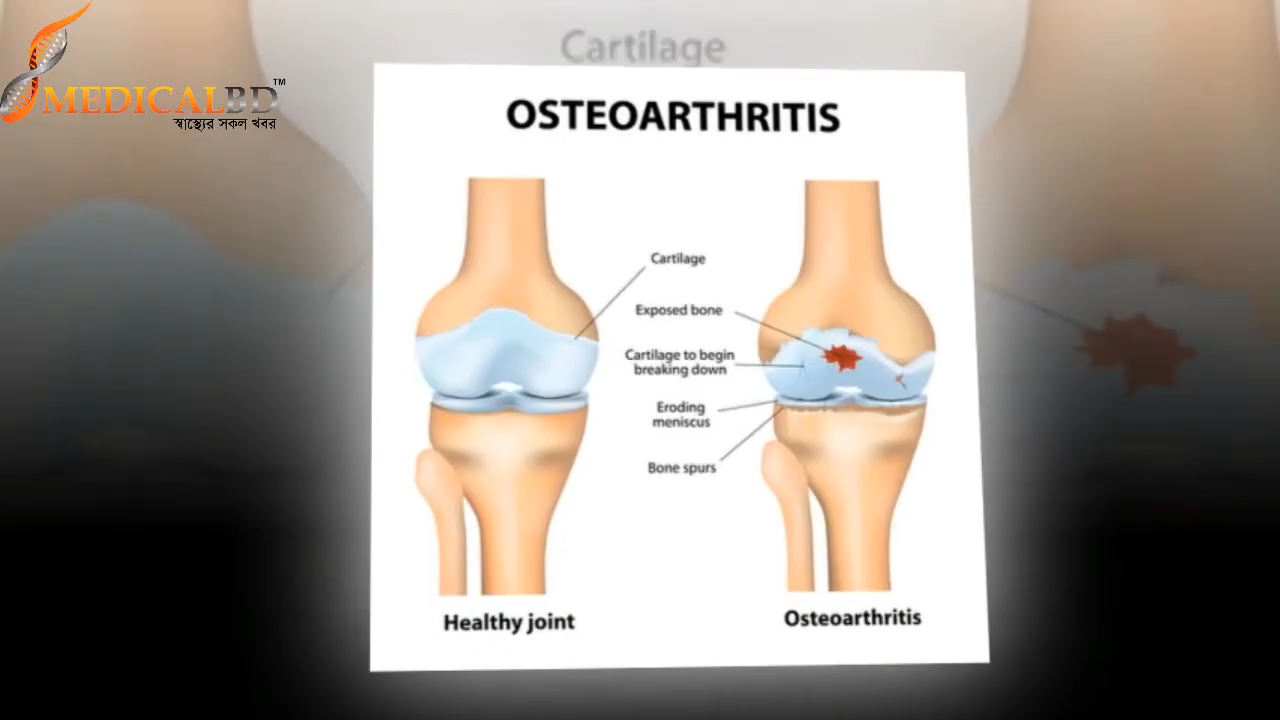 Cartilage
MEDICALBD™
স্বাস্থ্যের সকল খবর
OSTEOARTHRITIS
Cartilage
Exposed bone
Cartilage to begin
breaking down
Eroding
meniscus
Bone spurs
Healthy joint
Osteoarthritis